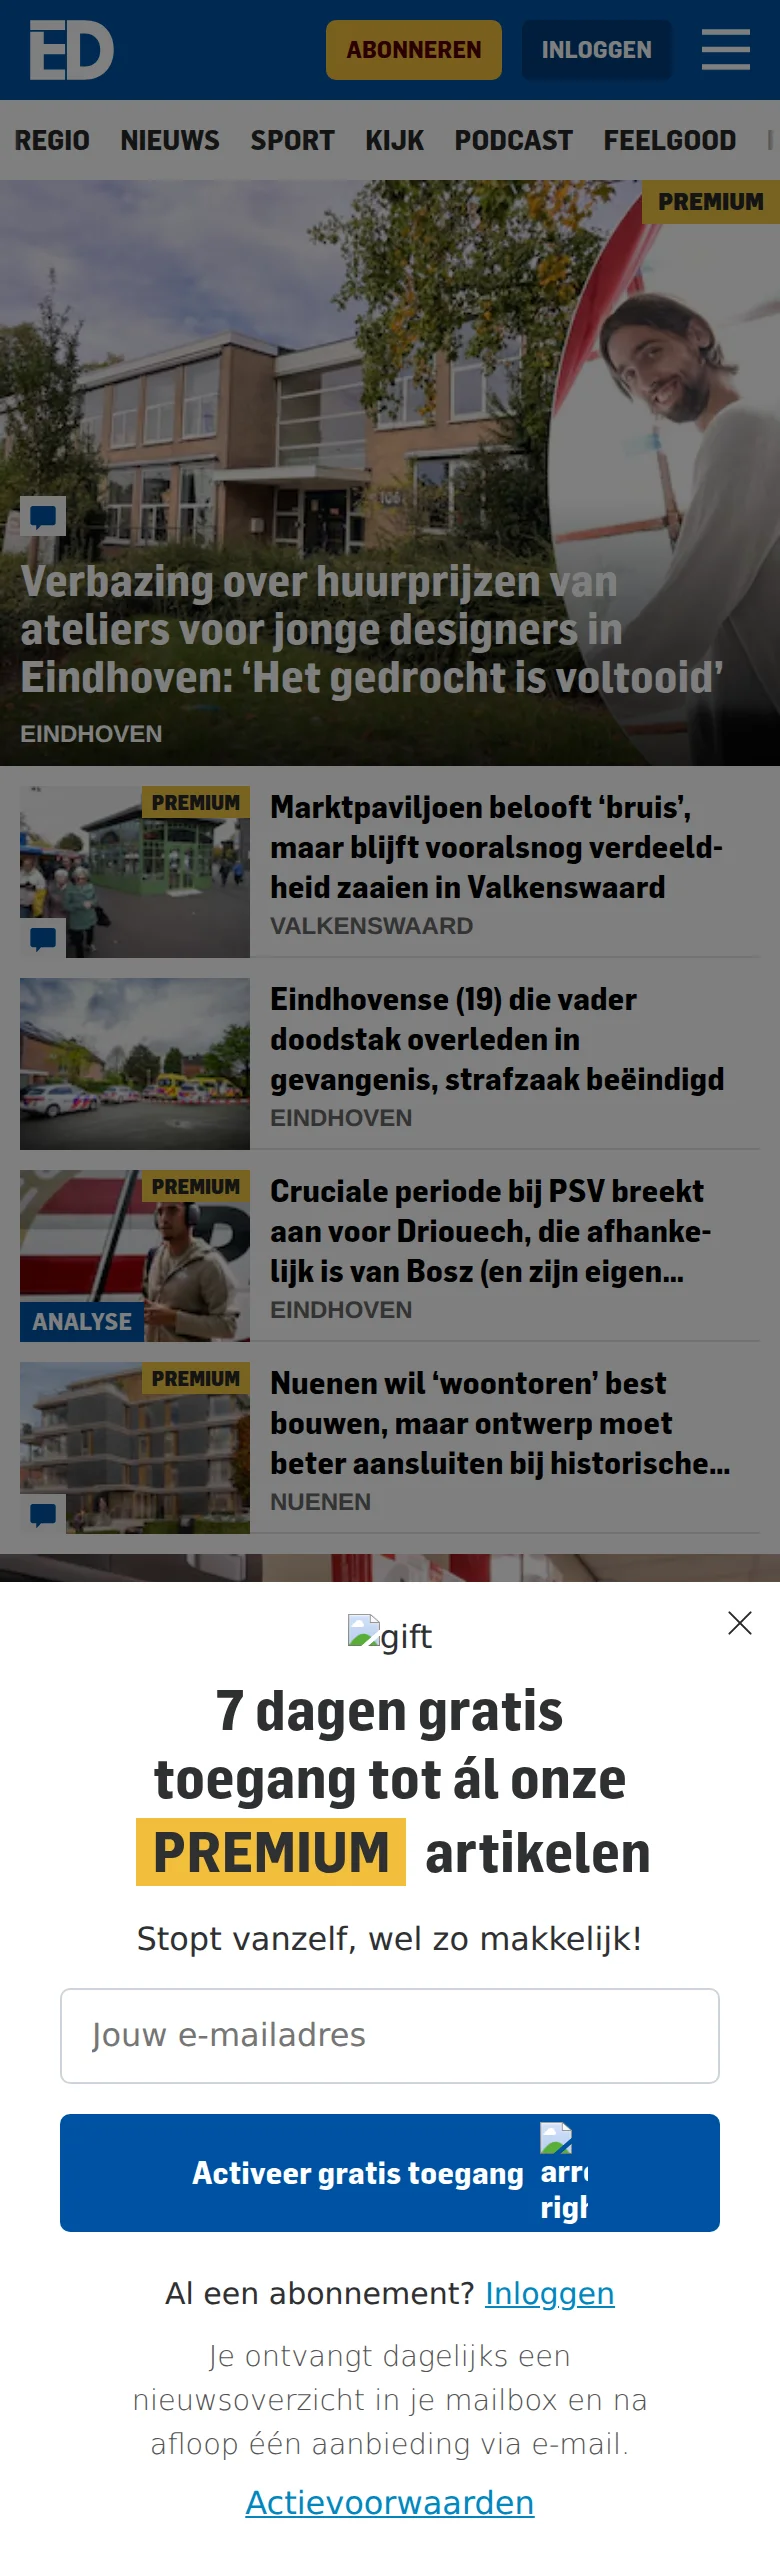 ED
ABONNEREN
INLOGGEN
REGIO NIEUWS SPORT KIJK PODCAST FEELGOOD
PREMIUM
106
Verbazing over huurprijzen van
ateliers voor jonge designers in
Eindhoven: ‘Het gedrocht is voltooid’
EINDHOVEN
PREMIUM
Marktpaviljoen belooft ‘bruis’,
maar blijft vooralsnog verdeeld-
heid zaaien in Valkenswaard
VALKENSWAARD
Eindhovense (19) die vader
doodstak overleden in
gevangenis, strafzaak beëindigd
EINDHOVEN
PREMIUM
ANALYSE
Cruciale periode bij PSV breekt
aan voor Driouech, die afhanke-
lijk is van Bosz (en zijn eigen...
EINDHOVEN
PREMIUM
Nuenen wil ‘woontoren’ best
bouwen, maar ontwerp moet
beter aansluiten bij historische...
NUENEN
gift
7 dagen gratis
toegang tot ál onze
PREMIUM artikelen
Stopt vanzelf, wel zo makkelijk!
Jouw e-mailadres
Activeer gratis toegang
Al een abonnement? Inloggen
Je ontvangt dagelijks een
nieuwsoverzicht in je mailbox en na
afloop één aanbieding via e-mail.
Actievoorwaarden